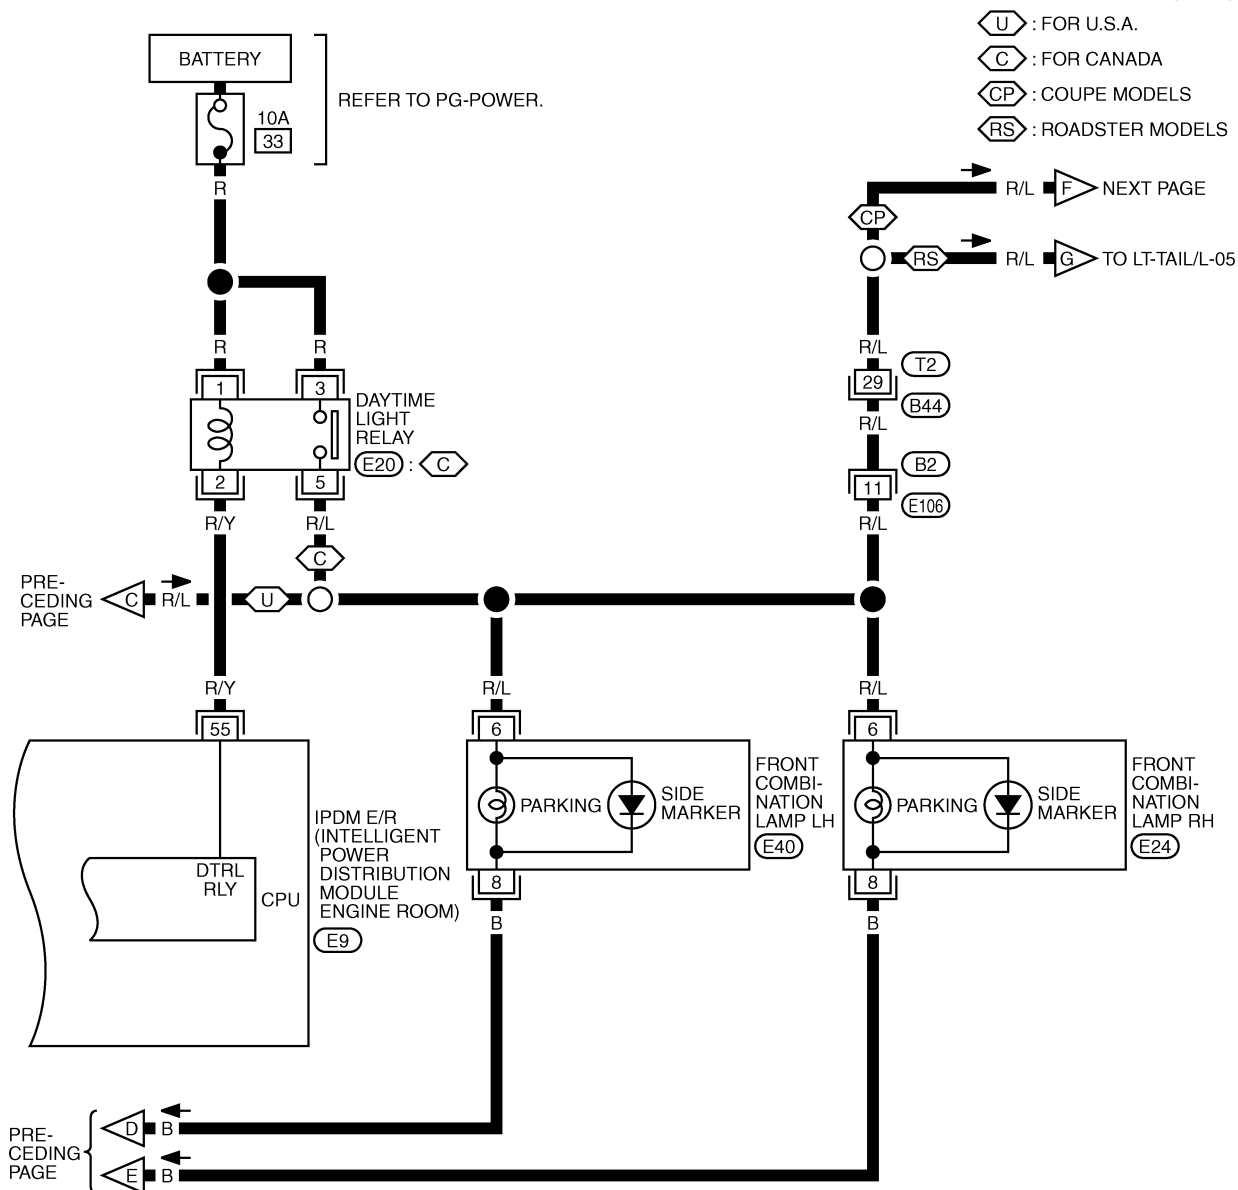 U : FOR U.S.A.
C : FOR CANADA
CP : COUPE MODELS
RS : ROADSTER MODELS
BATTERY
REFER TO PG-POWER.
10A
33
R
R/L F NEXT PAGE
CP
RS R/L G TO LT-TAIL/L-05
R R
1 3
DAYTIME
LIGHT
RELAY
E20 : C
2 5
R/Y R/L
C
R/L
T2
29
B44
R/L
B2
11
E106
R/L
PRE-
CEDING
PAGE
C R/L U
R/Y R/L R/L
55 6 6
PARKING
SIDE
MARKER
FRONT
COMBI-
NATION
LAMP LH
E40
PARKING
SIDE
MARKER
FRONT
COMBI-
NATION
LAMP RH
E24
IPDM E/R
(INTELLIGENT
POWER
DISTRIBUTION
MODULE
ENGINE ROOM)
E9
DTRL
RLY
CPU
8 8
B B
PRE-
CEDING
PAGE
D B
E B